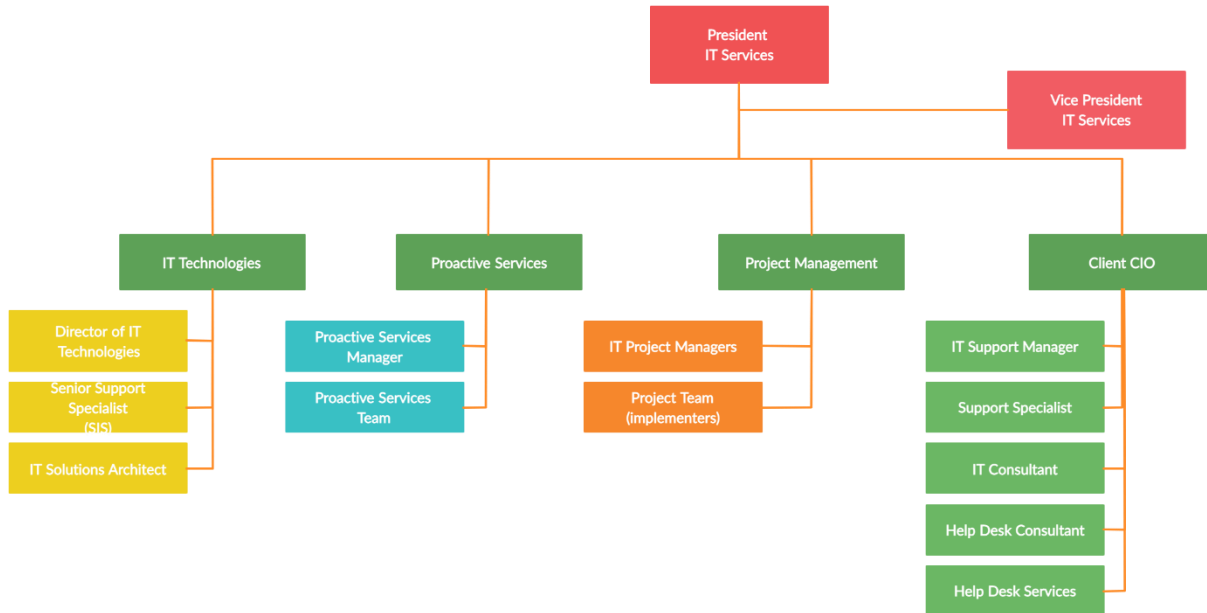 President
IT Services
Vice President
IT Services
IT Technologies
Proactive Services
Project Management
Client CIO
Director of IT
Technologies
Senior Support
Specialist
(SIS)
IT Solutions Architect
Proactive Services
Manager
Proactive Services
Team
IT Project Managers
Project Team
(implementers)
IT Support Manager
Support Specialist
IT Consultant
Help Desk Consultant
Help Desk Services